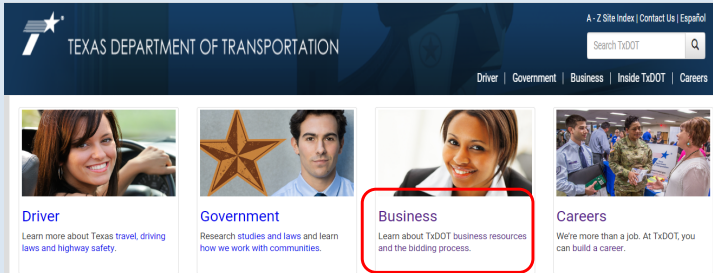 A - Z Site Index | Contact Us | Español
TEXAS DEPARTMENT OF TRANSPORTATION
Search TxDOT
Driver | Government | Business | Inside TxDOT | Careers
Driver
Learn more about Texas travel, driving
laws and highway safety.
Government
Research studies and laws and learn
how we work with communities.
Business
Learn about TxDOT business resources
and the bidding process.
Careers
We're more than a job. At TxDOT, you
can build a career.